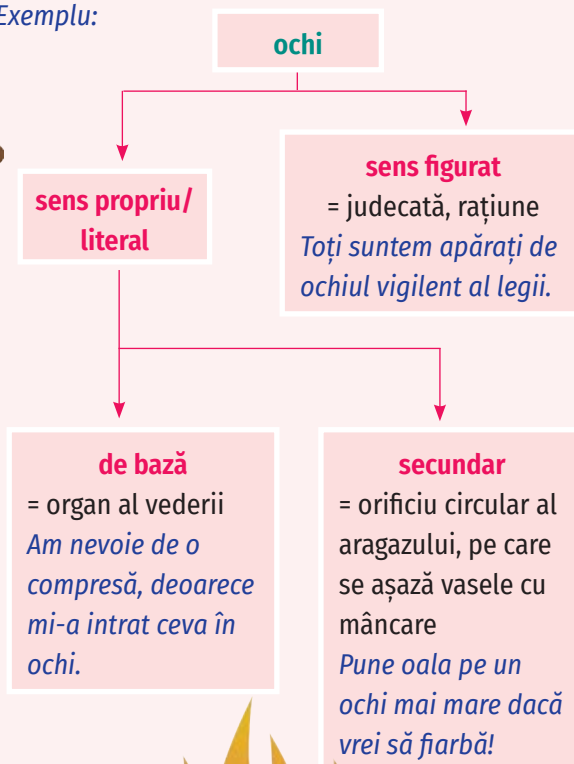 Exemplu:
ochi
sens propriu/
literal
sens figurat
= judecată, rațiune
Toți suntem apărați de
ochiul vigilent al legii.
de bază
= organ al vederii
Am nevoie de o
compresă, deoarece
mi-a intrat ceva în
ochi.
secundar
= orificiu circular al
aragazului, pe care
se așază vasele cu
mâncare
Pune oala pe un
ochi mai mare dacă
vrei să fiarbă!